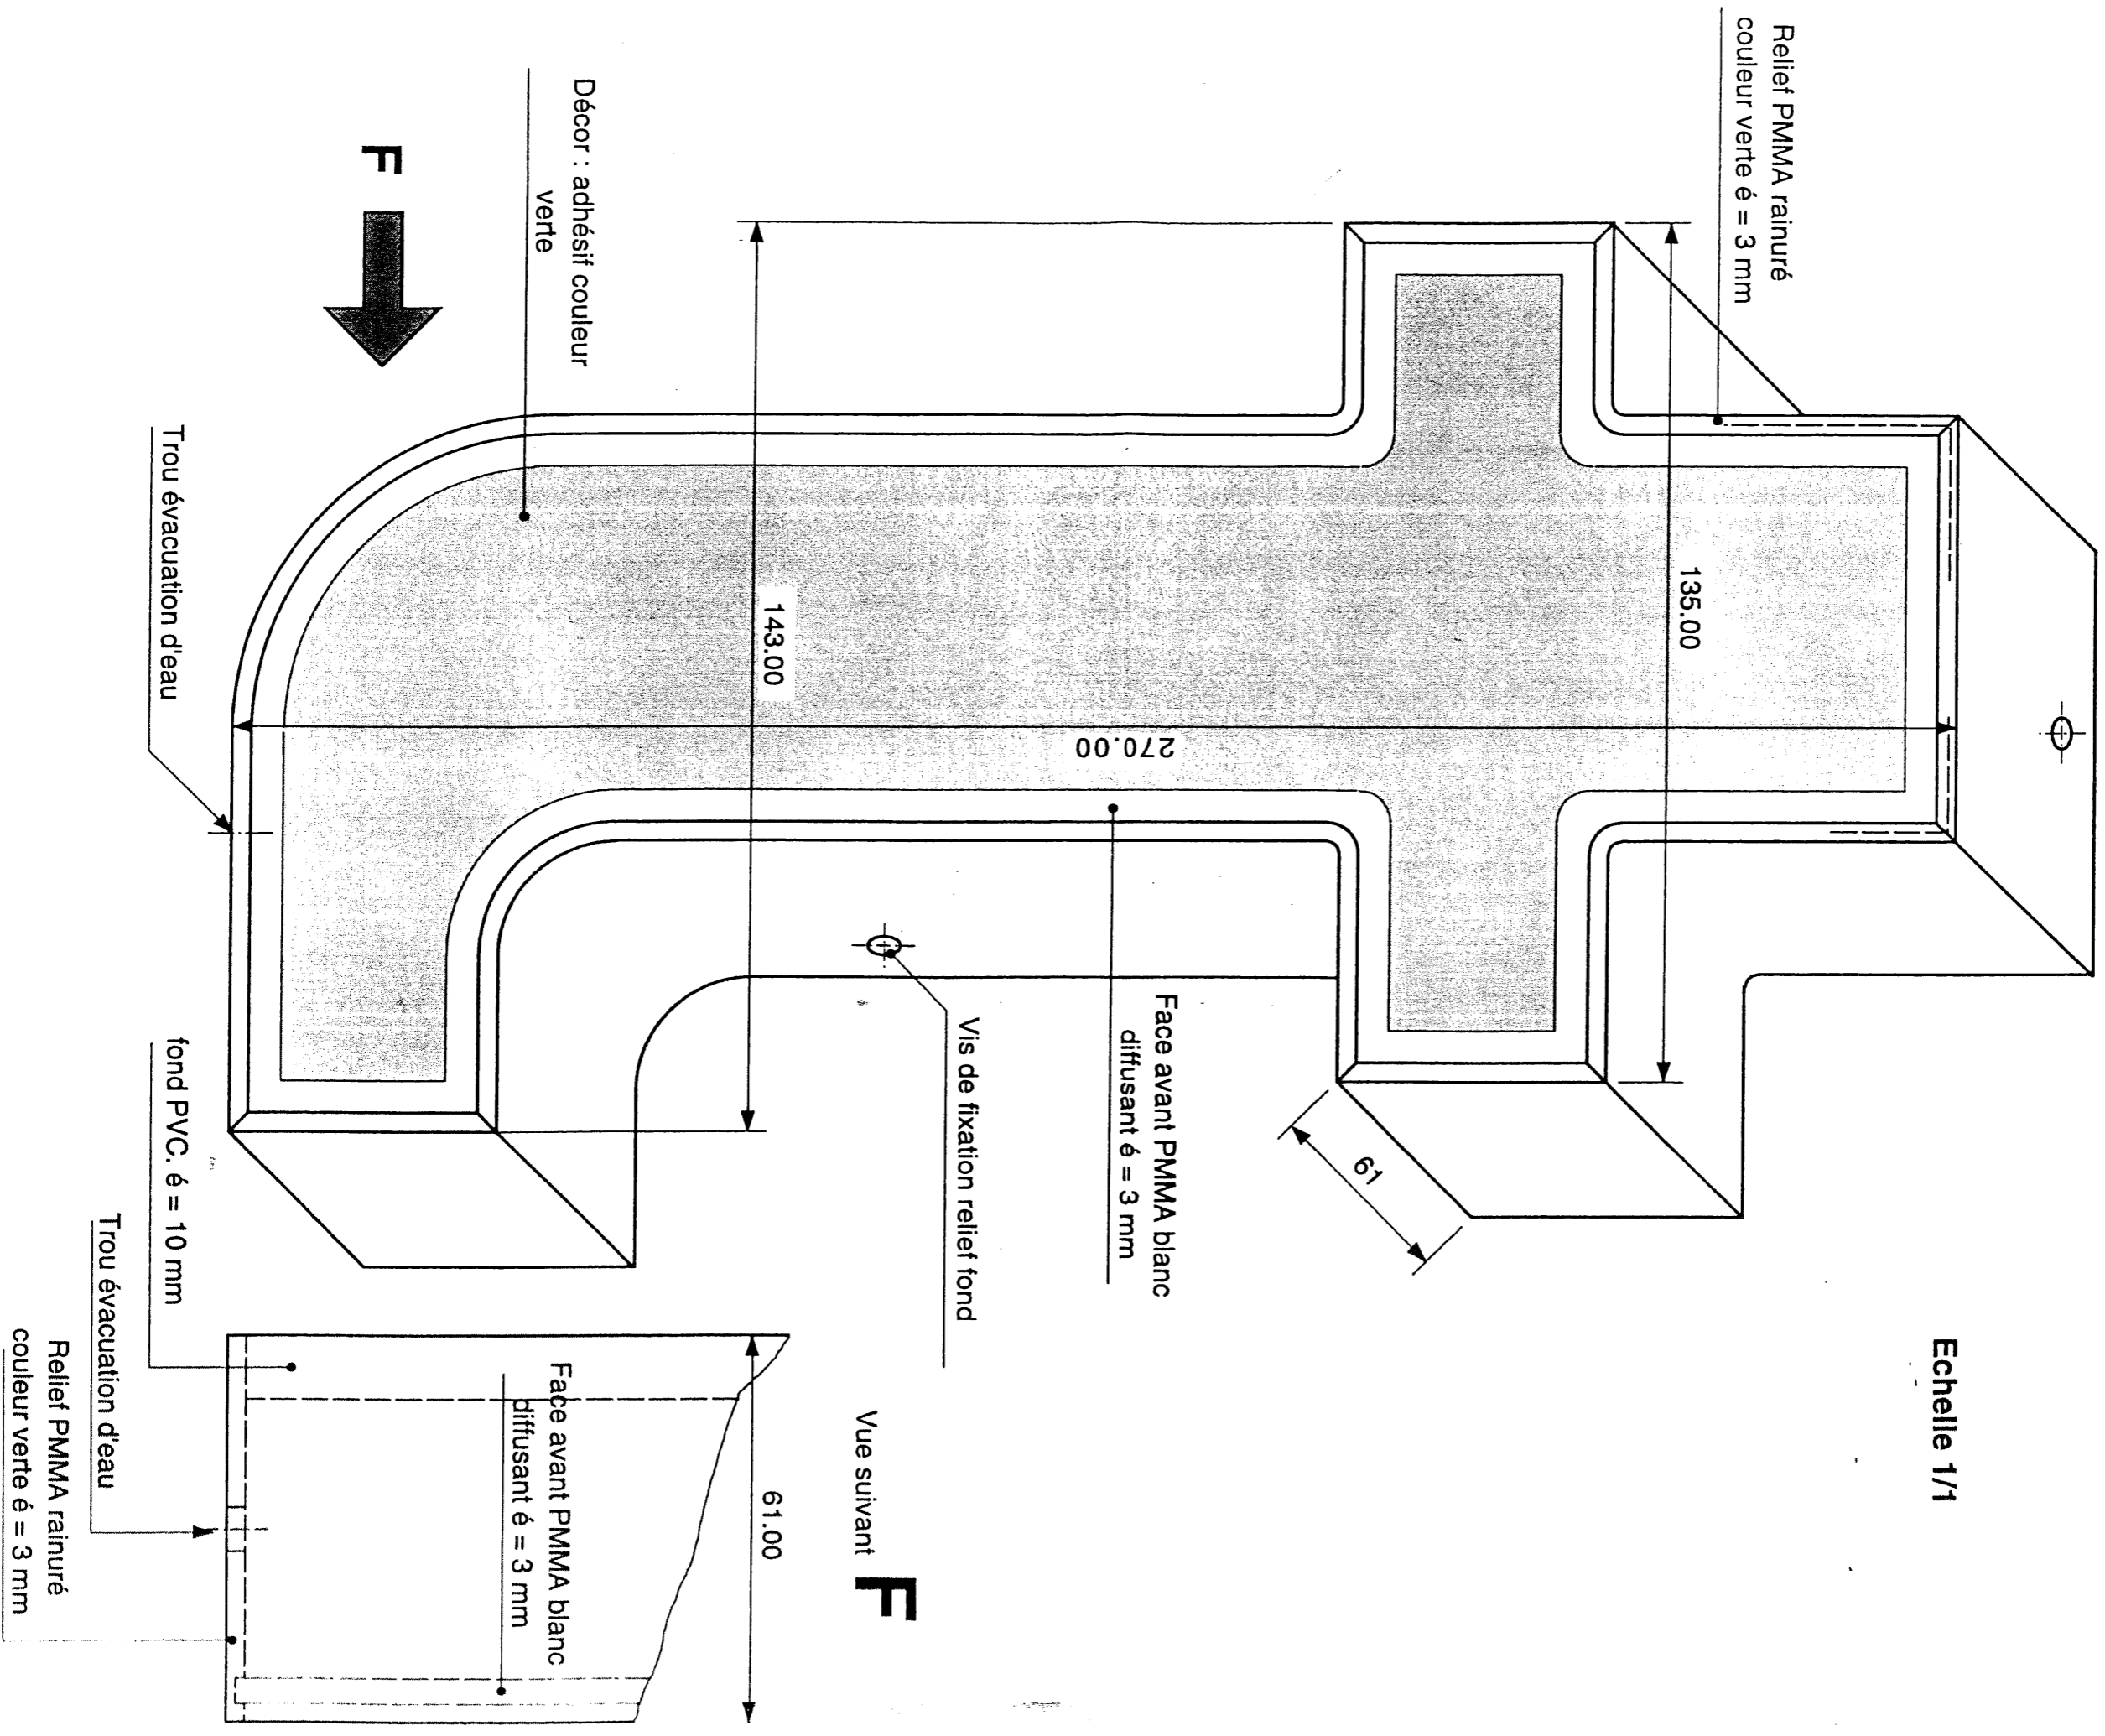 Echelle 1/1
Relief PMMA rainuré
couleur verte é = 3 mm
135.00
61
Face avant PMMA blanc
diffusant é = 3 mm
270.00
Vis de fixation relief fond
143.00
Décor : adhésif couleur
verte
F
Trou évacuation d'eau
Vue suivant F
61.00
Face avant PMMA blanc
diffusant é = 3 mm
fond PVC. é = 10 mm
Trou évacuation d'eau
Relief PMMA rainuré
couleur verte é = 3 mm